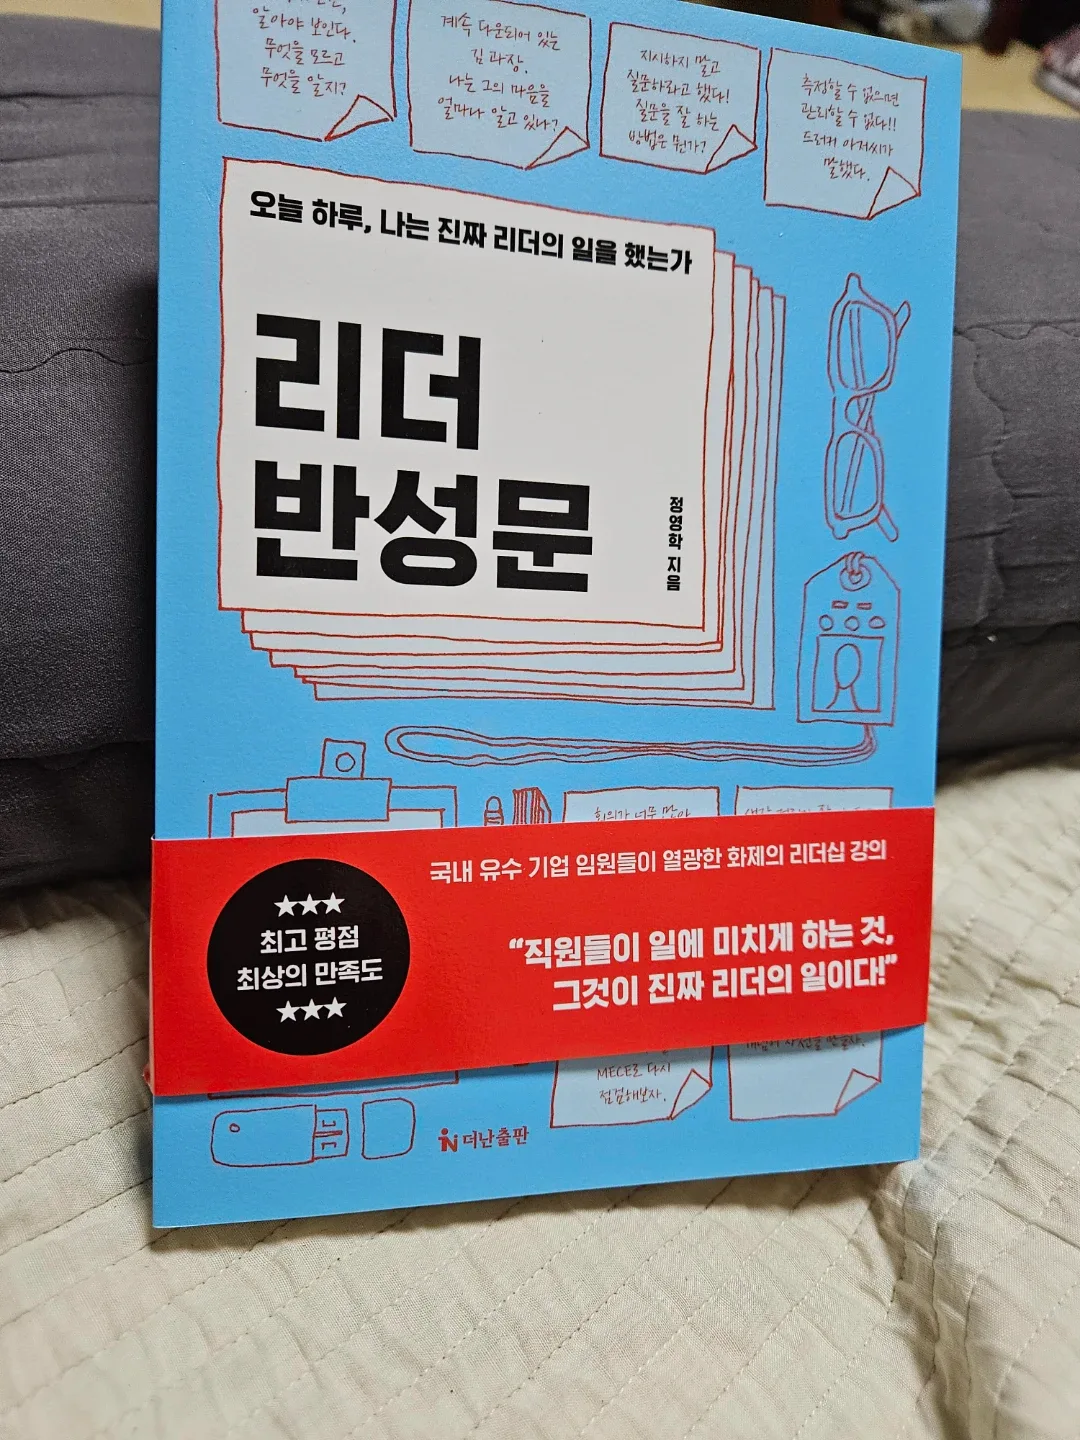 알아야 보인다.
무엇을 모르고
무엇을 알지?
계속 다운되어 있는
김 과장.
나는 그의 마음을
얼마나 알고 있나?
지시하지 말고
질문하라고 했다!
질문을 잘 하는
방법은 뭔가?
측정할 수 없으면
관리할 수 없다!!
드러커 아저씨가
말했다.
오늘 하루, 나는 진짜 리더의 일을 했는가
리더
반성문
정영학 지음
회의가 너무 많아
국내 유수 기업 임원들이 열광한 화제의 리더십 강의
★★★
최고 평점
최상의 만족도
★★★
“직원들이 일에 미치게 하는 것,
그것이 진짜 리더의 일이다!”
MECE로 다시
점검해보자.
더난출판